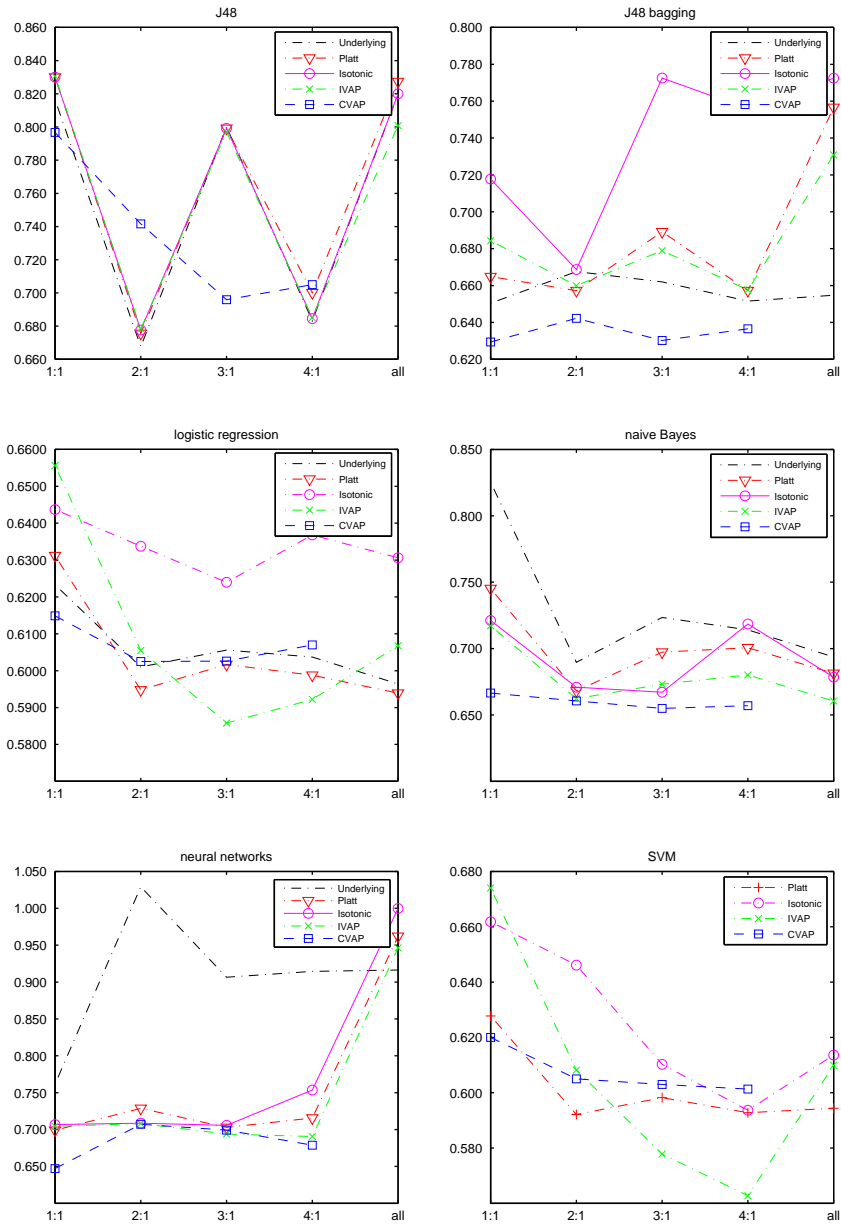 J48
0.860
0.840
0.820
0.800
0.780
0.760
0.740
0.720
0.700
0.680
0.660
1:1
2:1
3:1
4:1
all
Underlying
Platt
Isotonic
IVAP
CVAP
J48 bagging
0.800
0.780
0.760
0.740
0.720
0.700
0.680
0.660
0.640
0.620
1:1
2:1
3:1
4:1
all
Underlying
Platt
Isotonic
IVAP
CVAP
logistic regression
0.6600
0.6500
0.6400
0.6300
0.6200
0.6100
0.6000
0.5900
0.5800
1:1
2:1
3:1
4:1
all
Underlying
Platt
Isotonic
IVAP
CVAP
naive Bayes
0.850
0.800
0.750
0.700
0.650
1:1
2:1
3:1
4:1
all
Underlying
Platt
Isotonic
IVAP
CVAP
neural networks
1.050
1.000
0.950
0.900
0.850
0.800
0.750
0.700
0.650
1:1
2:1
3:1
4:1
all
Underlying
Platt
Isotonic
IVAP
CVAP
SVM
0.680
0.660
0.640
0.620
0.600
0.580
1:1
2:1
3:1
4:1
all
Platt
Isotonic
IVAP
CVAP